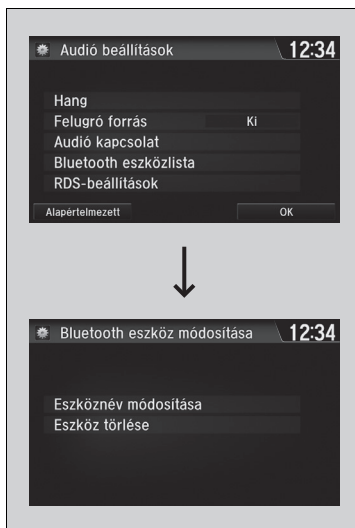 Audió beállítások 12:34
Hang
Felugró forrás Ki
Audió kapcsolat
Bluetooth eszközlista
RDS-beállítások
Alapértelmezett OK
Bluetooth eszköz módosítása 12:34
Eszköznév módosítása
Eszköz törlése